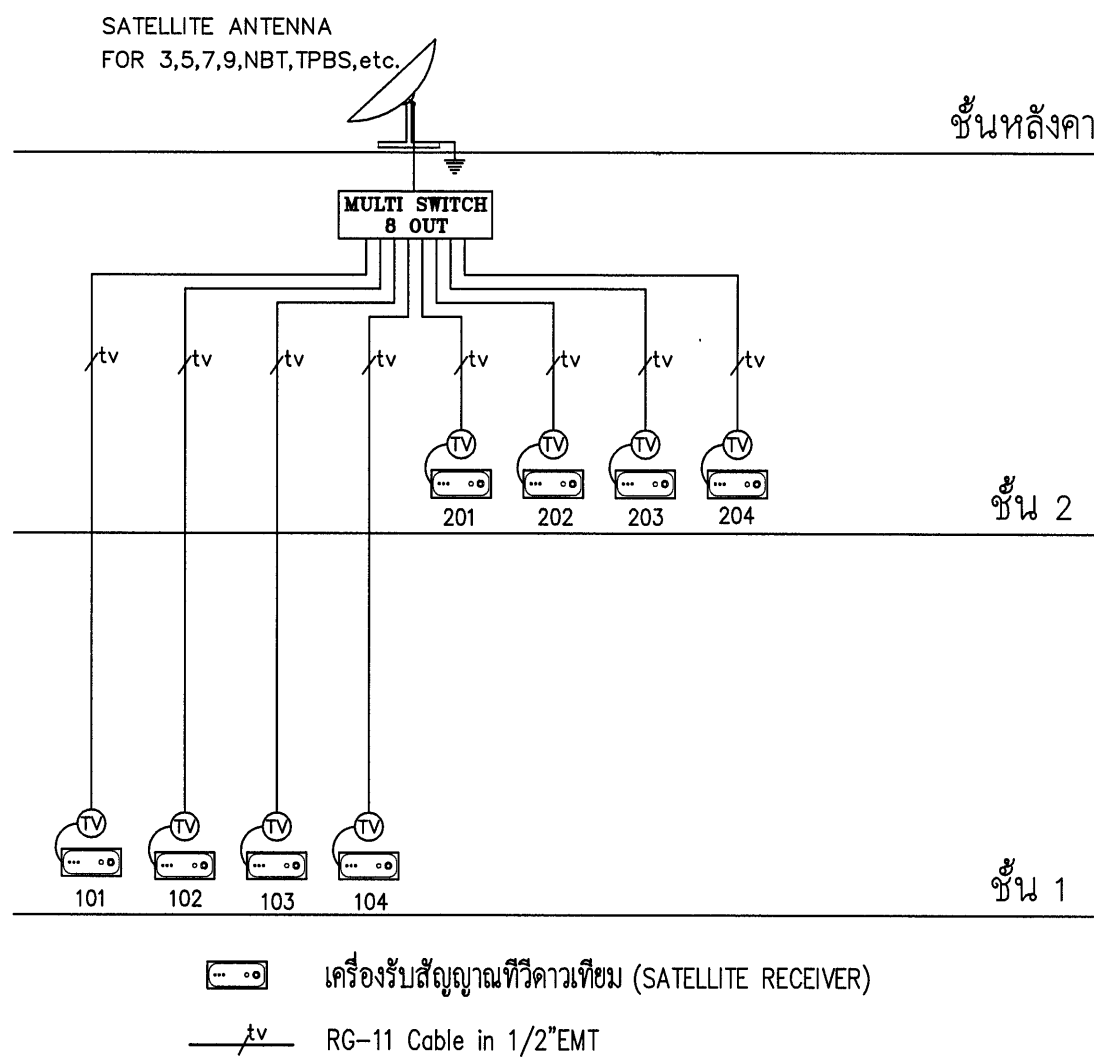 SATELLITE ANTENNA
FOR 3,5,7,9,NBT,TPBS,etc.
ชั้นหลังคา
MULTI SWITCH
8 OUT
tv tv tv tv tv tv tv tv
TV TV TV TV
201 202 203 204
ชั้น 2
TV TV TV TV
101 102 103 104
ชั้น 1
เครื่องรับสัญญาณทีวีดาวเทียม (SATELLITE RECEIVER)
tv RG-11 Cable in 1/2"EMT